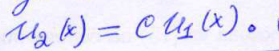 u₂(x) = c u₁(x).